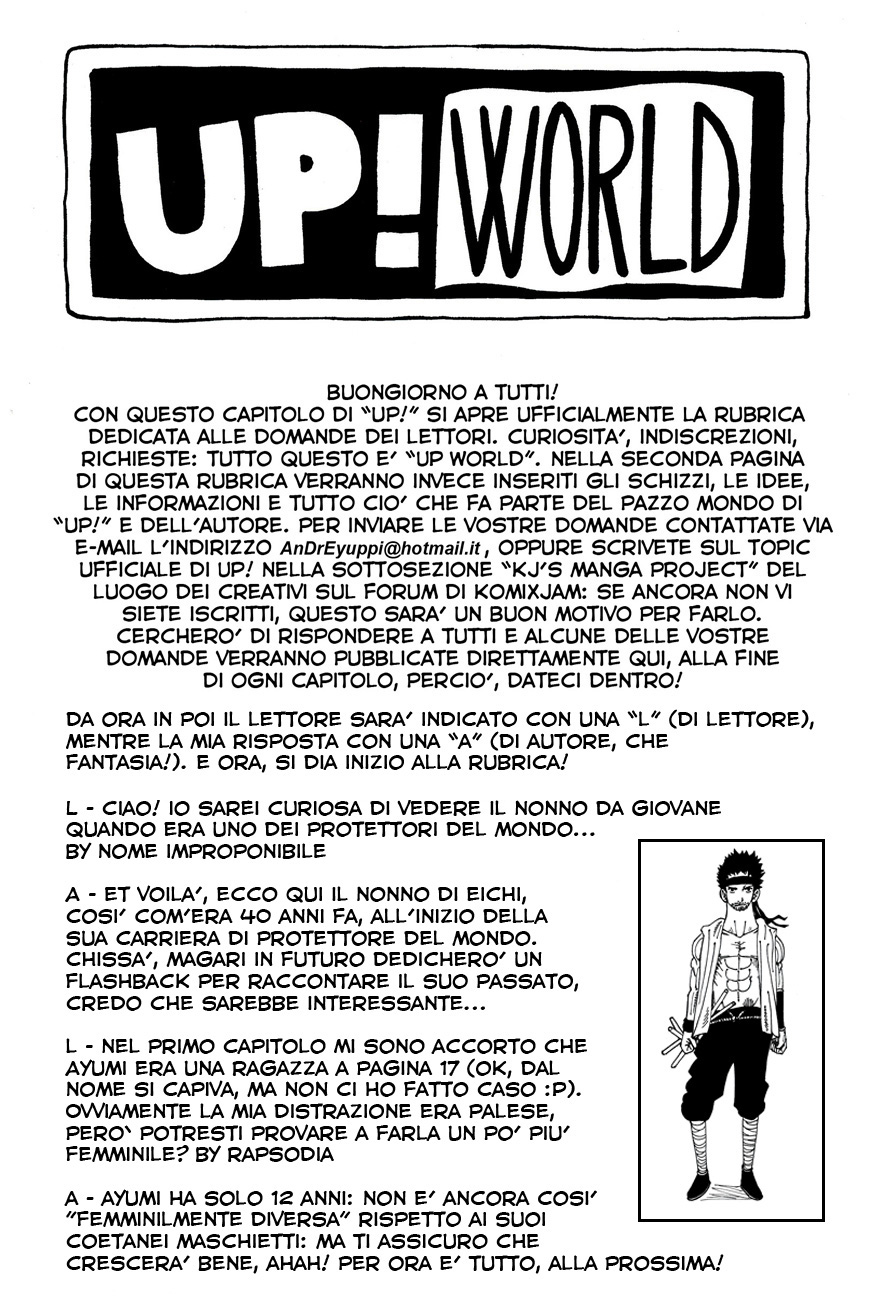 UP! WORLD
BUONGIORNO A TUTTI!
CON QUESTO CAPITOLO DI "UP!" SI APRE UFFICIALMENTE LA RUBRICA
DEDICATA ALLE DOMANDE DEI LETTORI. CURIOSITA', INDISCREZIONI,
RICHIESTE: TUTTO QUESTO E' "UP WORLD". NELLA SECONDA PAGINA
DI QUESTA RUBRICA VERRANNO INVECE INSERITI GLI SCHIZZI, LE IDEE,
LE INFORMAZIONI E TUTTO CIO' CHE FA PARTE DEL PAZZO MONDO DI
"UP!" E DELL'AUTORE. PER INVIARE LE VOSTRE DOMANDE CONTATTATE VIA
E-MAIL L'INDIRIZZO AnDrEyuppi@hotmail.it, OPPURE SCRIVETE SUL TOPIC
UFFICIALE DI UP! NELLA SOTTOSEZIONE "KJ'S MANGA PROJECT" DEL
LUOGO DEI CREATIVI SUL FORUM DI KOMIXJAM: SE ANCORA NON VI
SIETE ISCRITTI, QUESTO SARA' UN BUON MOTIVO PER FARLO.
CERCHERO' DI RISPONDERE A TUTTI E ALCUNE DELLE VOSTRE
DOMANDE VERRANNO PUBBLICATE DIRETTAMENTE QUI, ALLA FINE
DI OGNI CAPITOLO, PERCIO', DATECI DENTRO!
DA ORA IN POI IL LETTORE SARA' INDICATO CON UNA "L" (DI LETTORE),
MENTRE LA MIA RISPOSTA CON UNA "A" (DI AUTORE, CHE
FANTASIA!). E ORA, SI DIA INIZIO ALLA RUBRICA!
L - CIAO! IO SAREI CURIOSA DI VEDERE IL NONNO DA GIOVANE
QUANDO ERA UNO DEI PROTETTORI DEL MONDO...
BY NOME IMPROPONIBILE
A - ET VOILA', ECCO QUI IL NONNO DI EICHI,
COSI' COM'ERA 40 ANNI FA, ALL'INIZIO DELLA
SUA CARRIERA DI PROTETTORE DEL MONDO.
CHISSA', MAGARI IN FUTURO DEDICHERO' UN
FLASHBACK PER RACCONTARE IL SUO PASSATO,
CREDO CHE SAREBBE INTERESSANTE...
L - NEL PRIMO CAPITOLO MI SONO ACCORTO CHE
AYUMI ERA UNA RAGAZZA A PAGINA 17 (OK, DAL
NOME SI CAPIVA, MA NON CI HO FATTO CASO :P).
OVVIAMENTE LA MIA DISTRAZIONE ERA PALESE,
PERO` POTRESTI PROVARE A FARLA UN PO' PIU'
FEMMINILE? BY RAPSODIA
A - AYUMI HA SOLO 12 ANNI: NON E' ANCORA COSI'
"FEMMINILMENTE DIVERSA" RISPETTO AI SUOI
COETANEI MASCHIETTI: MA TI ASSICURO CHE
CRESCERA' BENE, AHAH! PER ORA E' TUTTO, ALLA PROSSIMA!